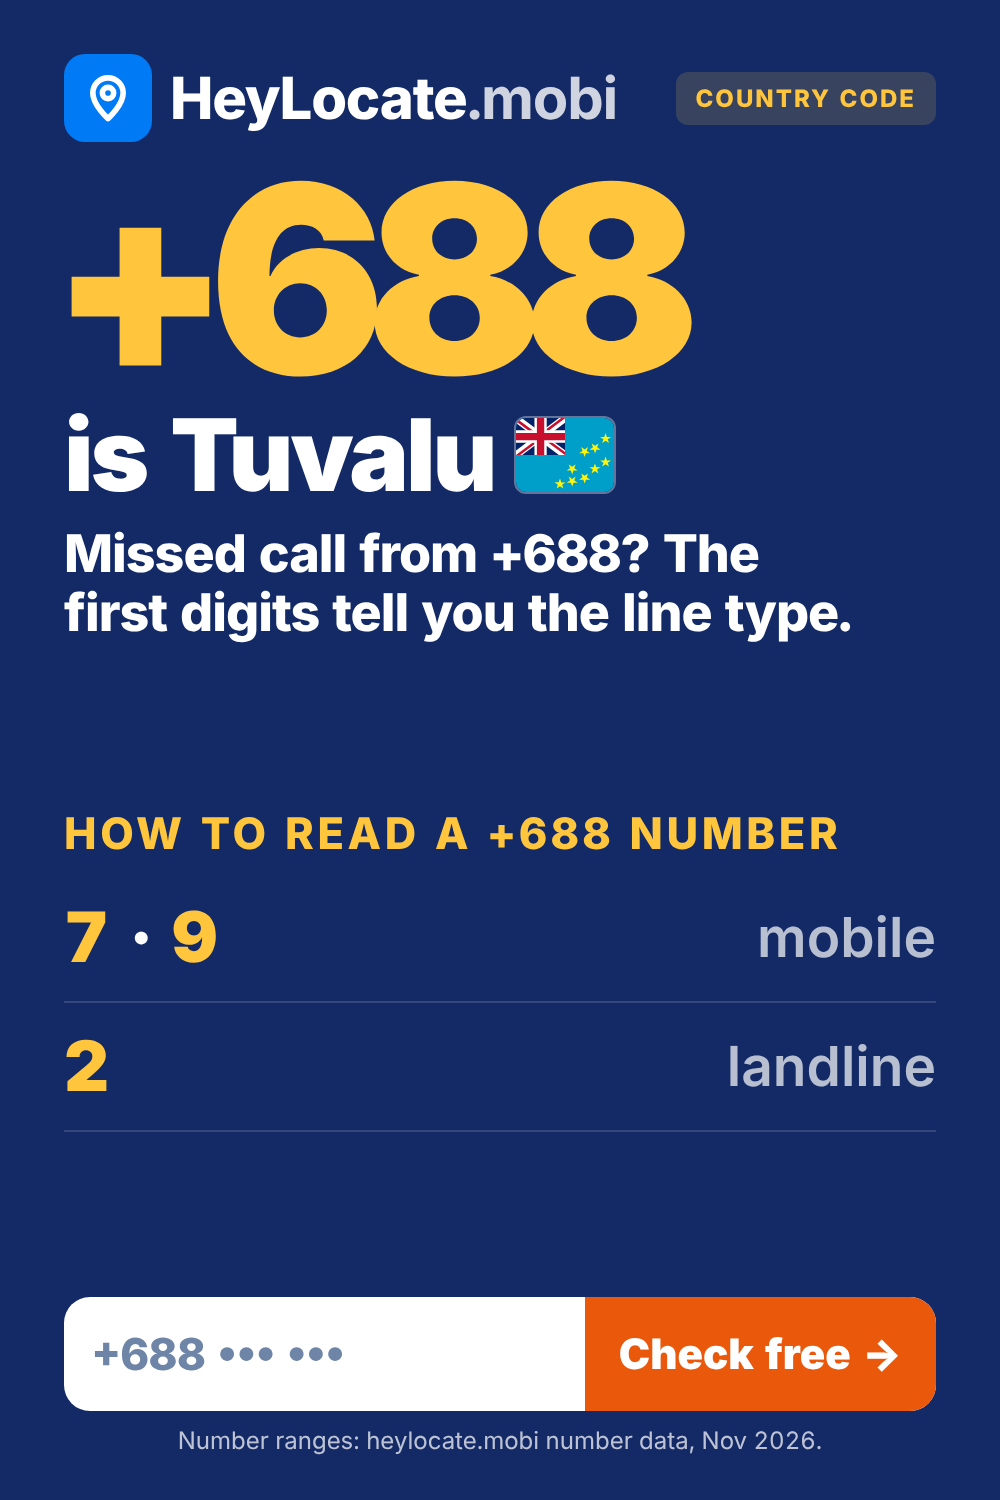 HeyLocate.mobi
COUNTRY CODE
+688
is Tuvalu
Missed call from +688? The
first digits tell you the line type.
HOW TO READ A +688 NUMBER
7 · 9 mobile
2 landline
+688 ••• ••• Check free →
Number ranges: heylocate.mobi number data, Nov 2026.